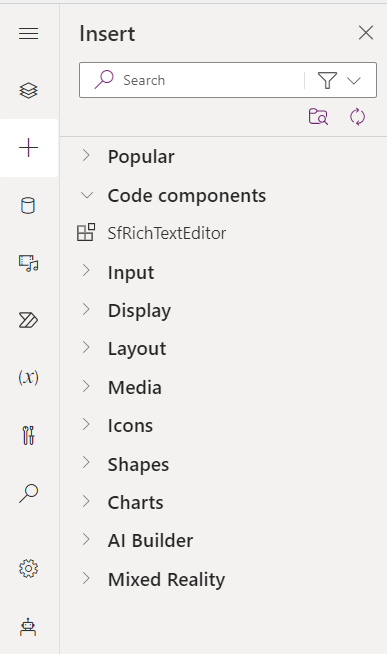 Insert
Search
Popular
Code components
SfRichTextEditor
Input
Display
Layout
(x)
Media
Icons
Shapes
Charts
AI Builder
Mixed Reality